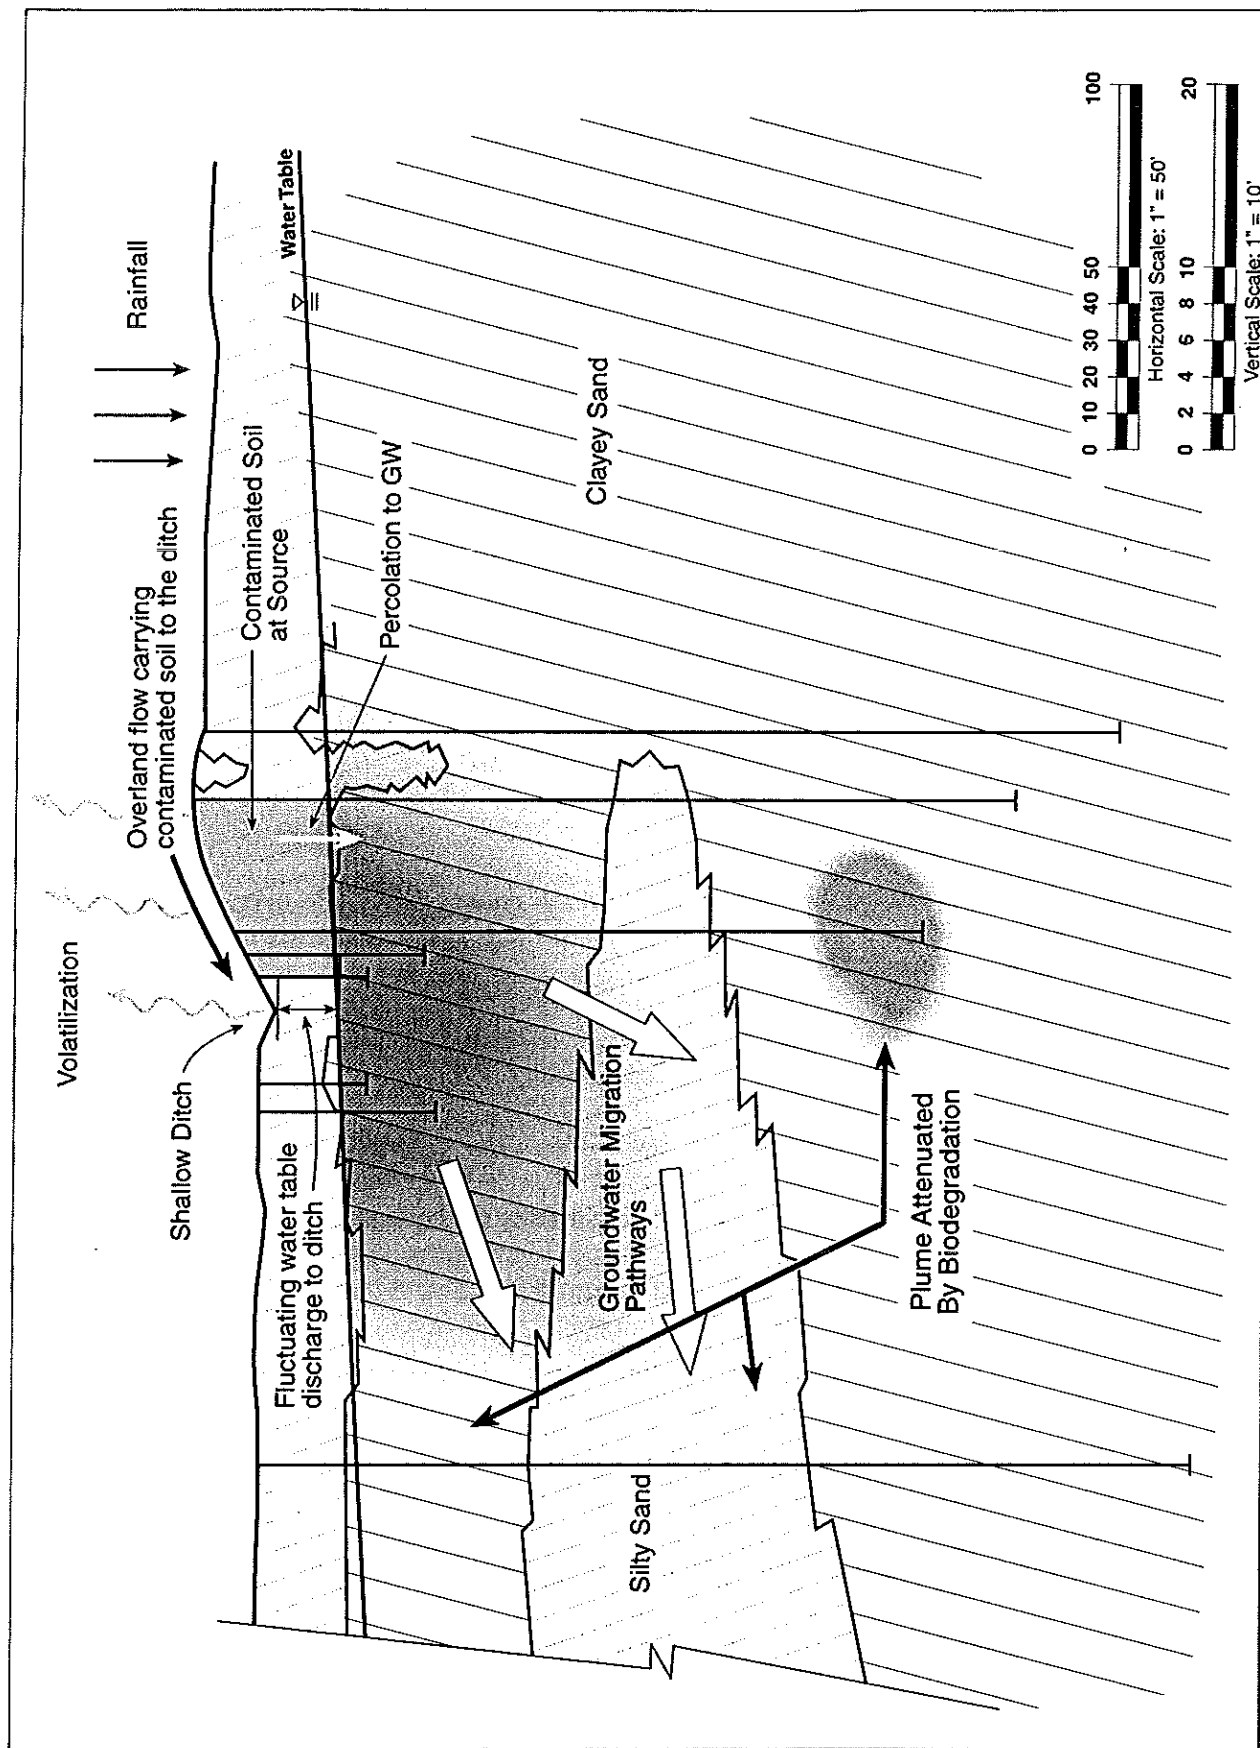 Volatilization
Overland flow carrying
contaminated soil to the ditch
Rainfall
Shallow Ditch
Contaminated Soil
at Source
Water Table
Fluctuating water table
discharge to ditch
Percolation to GW
Groundwater Migration
Pathways
Clayey Sand
Silty Sand
Plume Attenuated
By Biodegradation
0 10 20 30 40 50 100
Horizontal Scale: 1" = 50'
0 2 4 6 8 10 20
Vertical Scale: 1" = 10'